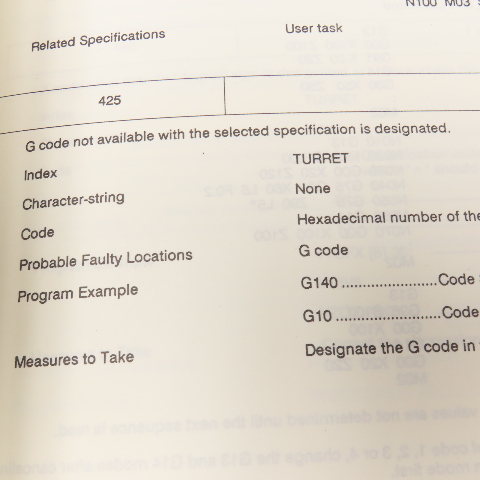 N100 M03
Related Specifications User task
425
G code not available with the selected specification is designated.
Index TURRET
Character-string None
Code Hexadecimal number of the
Probable Faulty Locations G code
Program Example G140 ......................Code
G10 .........................Code
Measures to Take Designate the G code in